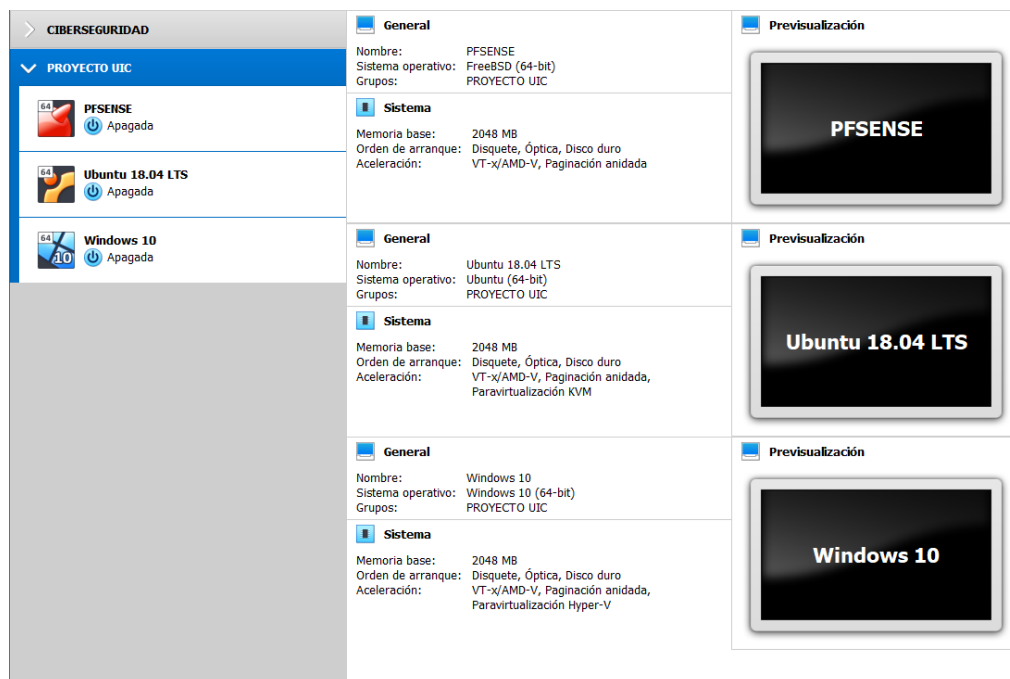 CIBERSEGURIDAD
PROYECTO UIC
64
PFSENSE
Apagada
64
Ubuntu 18.04 LTS
Apagada
64
10
Windows 10
Apagada
General
Nombre: PFSENSE
Sistema operativo: FreeBSD (64-bit)
Grupos: PROYECTO UIC
Sistema
Memoria base: 2048 MB
Orden de arranque: Disquete, Óptica, Disco duro
Aceleración: VT-x/AMD-V, Paginación anidada
Previsualización
PFSENSE
General
Nombre: Ubuntu 18.04 LTS
Sistema operativo: Ubuntu (64-bit)
Grupos: PROYECTO UIC
Sistema
Memoria base: 2048 MB
Orden de arranque: Disquete, Óptica, Disco duro
Aceleración: VT-x/AMD-V, Paginación anidada,
Paravirtualización KVM
Previsualización
Ubuntu 18.04 LTS
General
Nombre: Windows 10
Sistema operativo: Windows 10 (64-bit)
Grupos: PROYECTO UIC
Sistema
Memoria base: 2048 MB
Orden de arranque: Disquete, Óptica, Disco duro
Aceleración: VT-x/AMD-V, Paginación anidada,
Paravirtualización Hyper-V
Previsualización
Windows 10